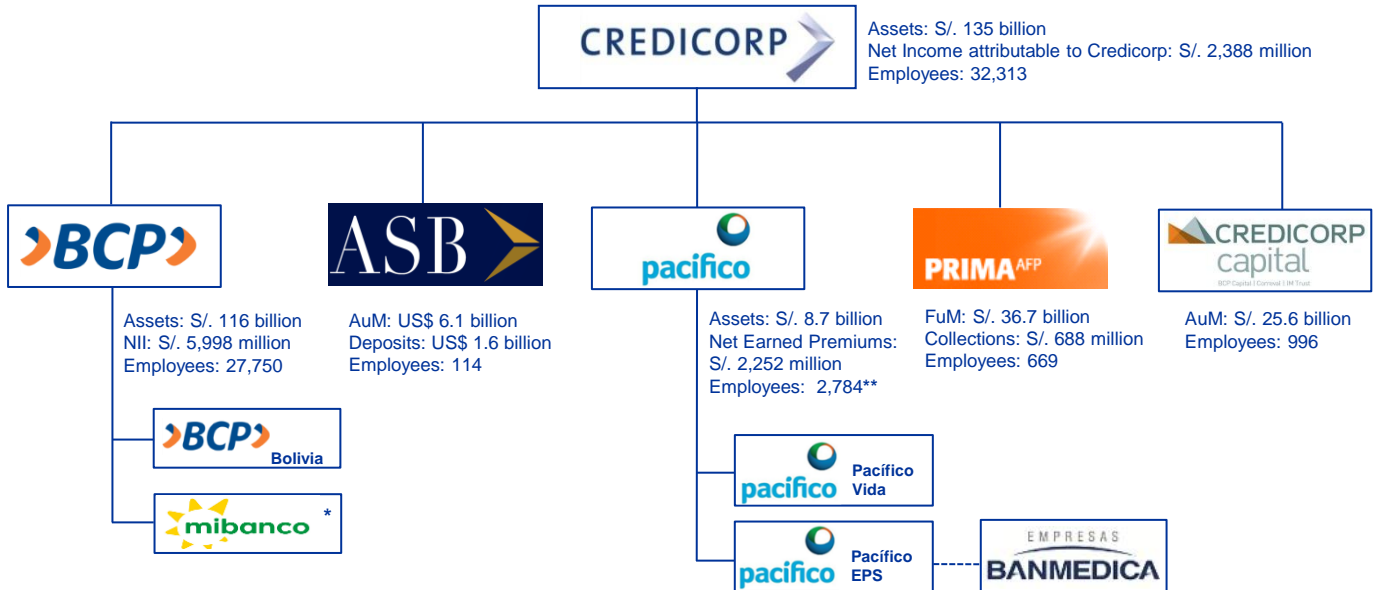 CREDICORP
Assets: S/. 135 billion
Net Income attributable to Credicorp: S/. 2,388 million
Employees: 32,313
BCP
Assets: S/. 116 billion
NII: S/. 5,998 million
Employees: 27,750
BCP
Bolivia
mibanco *
ASB
AuM: US$ 6.1 billion
Deposits: US$ 1.6 billion
Employees: 114
pacifico
Assets: S/. 8.7 billion
Net Earned Premiums:
S/. 2,252 million
Employees: 2,784**
pacifico
Pacífico
Vida
pacifico
Pacífico
EPS
EMPRESAS
BANMEDICA
PRIMA AFP
FuM: S/. 36.7 billion
Collections: S/. 688 million
Employees: 669
CREDICORP
capital
BCP Capital | Correval | IM Trust
AuM: S/. 25.6 billion
Employees: 996